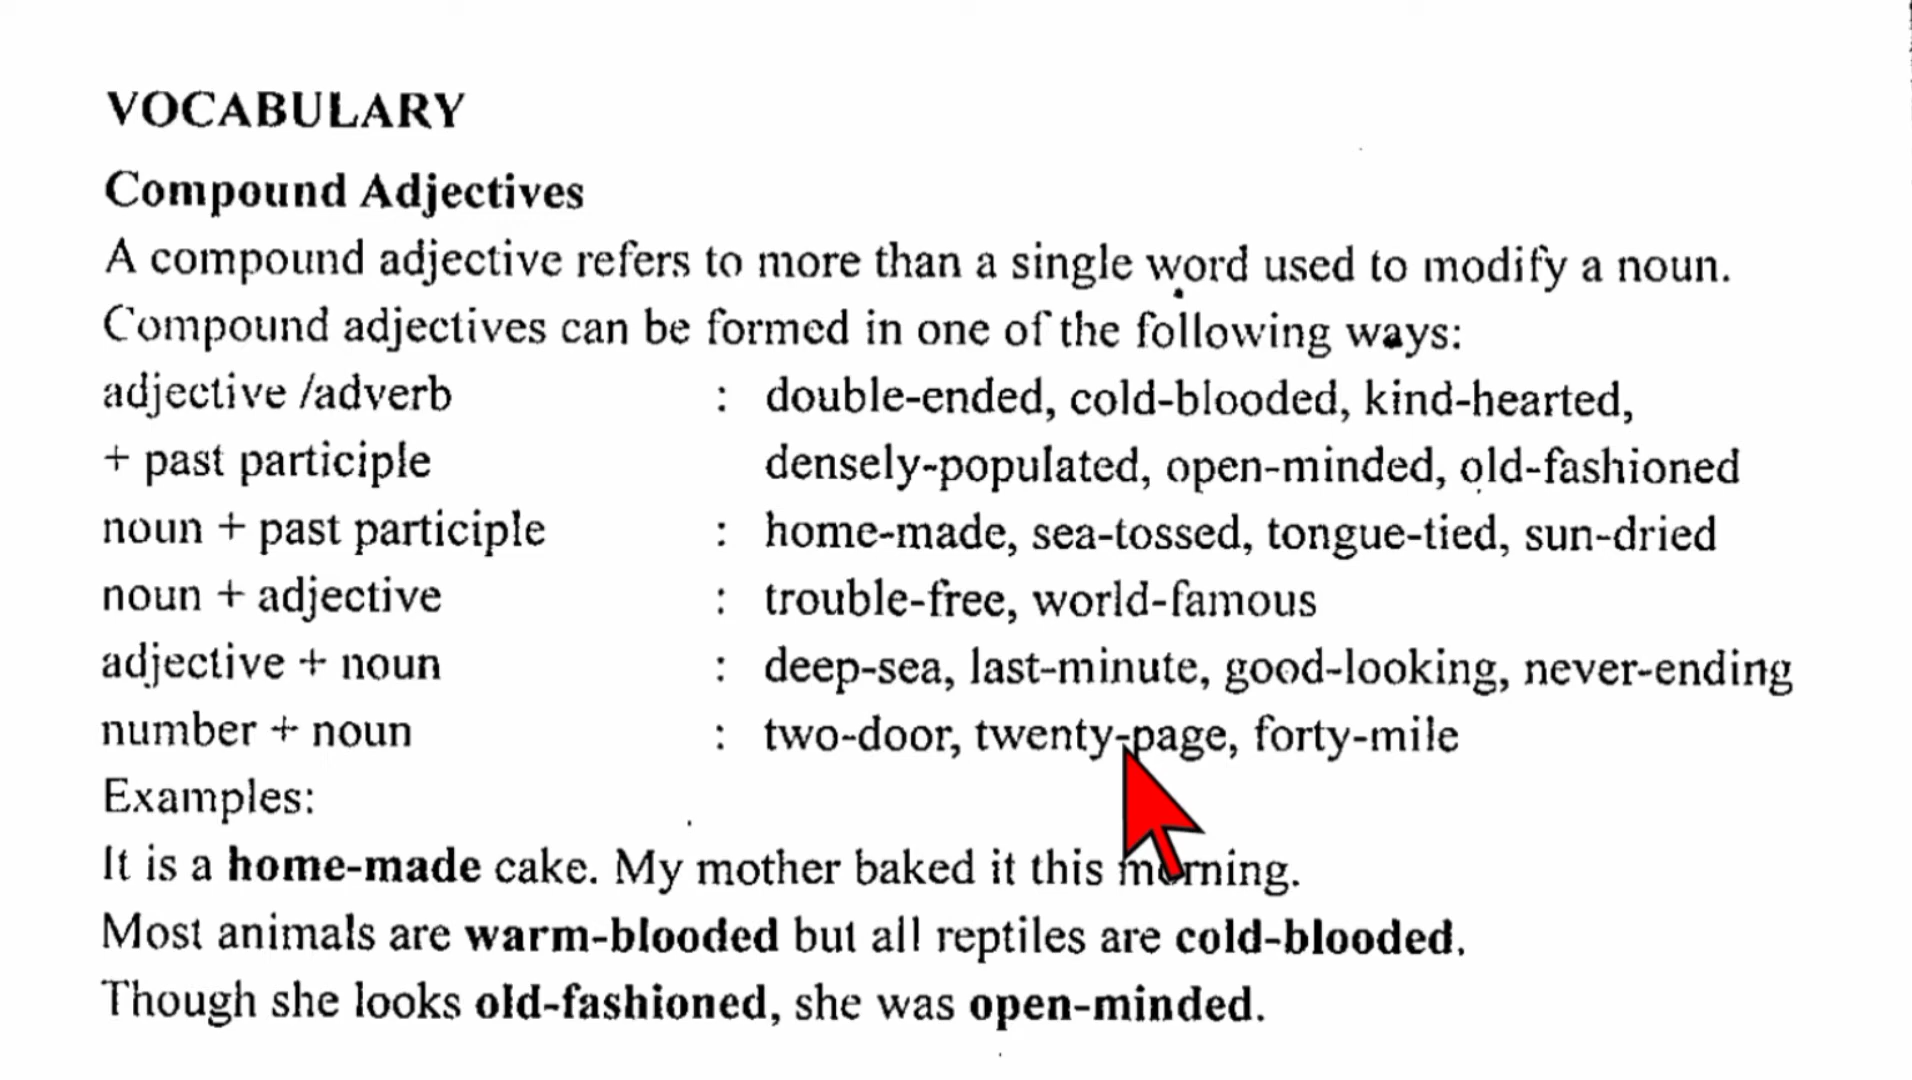 VOCABULARY
Compound Adjectives
A compound adjective refers to more than a single word used to modify a noun.
Compound adjectives can be formed in one of the following ways:
adjective /adverb : double-ended, cold-blooded, kind-hearted,
+ past participle densely-populated, open-minded, old-fashioned
noun + past participle : home-made, sea-tossed, tongue-tied, sun-dried
noun + adjective : trouble-free, world-famous
adjective + noun : deep-sea, last-minute, good-looking, never-ending
number + noun : two-door, twenty-page, forty-mile
Examples:
It is a home-made cake. My mother baked it this morning.
Most animals are warm-blooded but all reptiles are cold-blooded.
Though she looks old-fashioned, she was open-minded.